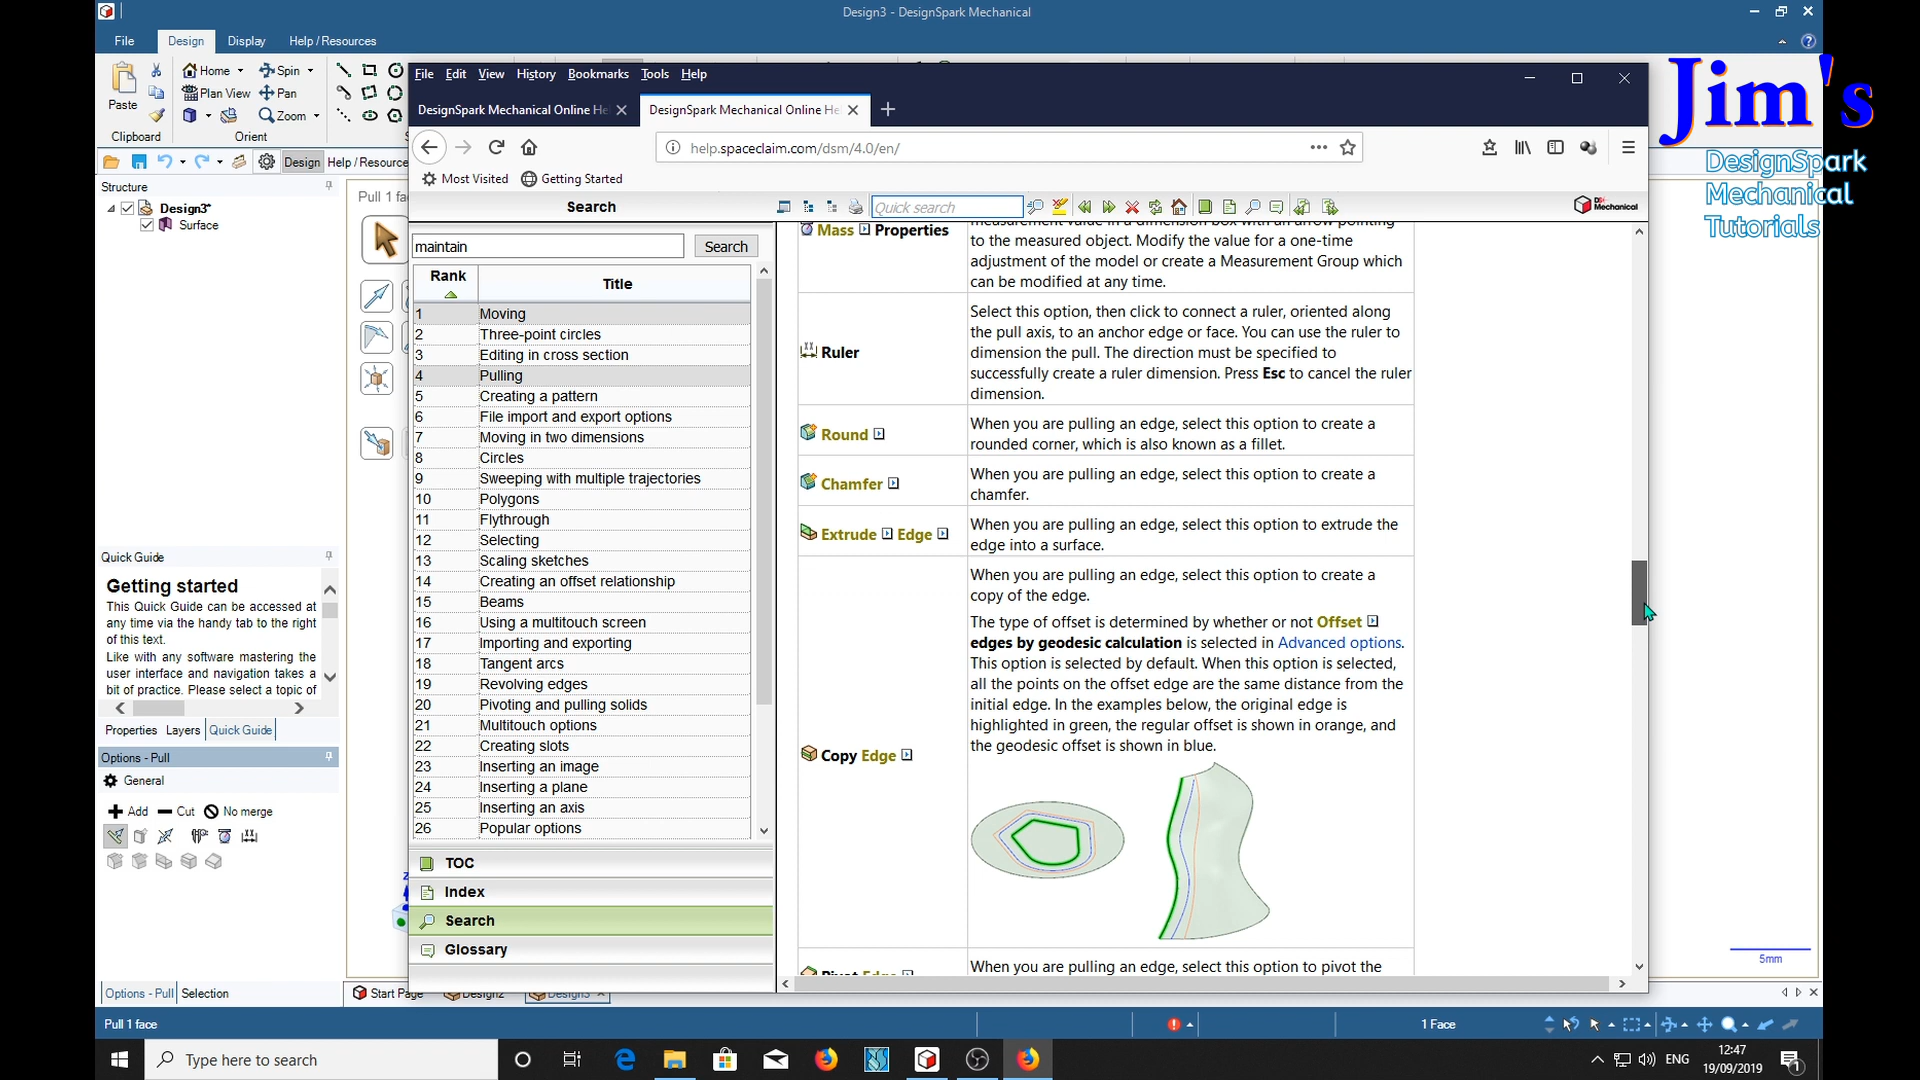 Design3 - DesignSpark Mechanical
File Design Display Help / Resources
Home Spin
Plan View Pan
Paste Zoom
Clipboard Orient
Design Help / Resource
Structure
Design3*
Surface
Pull 1 fa
Quick Guide
Getting started
This Quick Guide can be accessed at
any time via the handy tab to the right
of this text.
Like with any software mastering the
user interface and navigation takes a
bit of practice. Please select a topic of
Properties Layers Quick Guide
Options - Pull
General
Add Cut No merge
Options - Pull Selection
Start Page Design2 Design3
Pull 1 face
1 Face
5mm
File Edit View History Bookmarks Tools Help
DesignSpark Mechanical Online He
DesignSpark Mechanical Online He
help.spaceclaim.com/dsm/4.0/en/
Most Visited Getting Started
Search
Quick search
Mechanical
maintain Search
Rank Title
1 Moving
2 Three-point circles
3 Editing in cross section
4 Pulling
5 Creating a pattern
6 File import and export options
7 Moving in two dimensions
8 Circles
9 Sweeping with multiple trajectories
10 Polygons
11 Flythrough
12 Selecting
13 Scaling sketches
14 Creating an offset relationship
15 Beams
16 Using a multitouch screen
17 Importing and exporting
18 Tangent arcs
19 Revolving edges
20 Pivoting and pulling solids
21 Multitouch options
22 Creating slots
23 Inserting an image
24 Inserting a plane
25 Inserting an axis
26 Popular options
TOC
Index
Search
Glossary
Mass Properties
measurement value in a dimension box with an arrow pointing
to the measured object. Modify the value for a one-time
adjustment of the model or create a Measurement Group which
can be modified at any time.
Ruler
Select this option, then click to connect a ruler, oriented along
the pull axis, to an anchor edge or face. You can use the ruler to
dimension the pull. The direction must be specified to
successfully create a ruler dimension. Press Esc to cancel the ruler
dimension.
Round
When you are pulling an edge, select this option to create a
rounded corner, which is also known as a fillet.
Chamfer
When you are pulling an edge, select this option to create a
chamfer.
Extrude Edge
When you are pulling an edge, select this option to extrude the
edge into a surface.
Copy Edge
When you are pulling an edge, select this option to create a
copy of the edge.
The type of offset is determined by whether or not Offset
edges by geodesic calculation is selected in Advanced options.
This option is selected by default. When this option is selected,
all the points on the offset edge are the same distance from the
initial edge. In the examples below, the original edge is
highlighted in green, the regular offset is shown in orange, and
the geodesic offset is shown in blue.
Pivot Edge
When you are pulling an edge, select this option to pivot the
Jim's
DesignSpark
Mechanical
Tutorials
Type here to search
ENG
12:47
19/09/2019
1